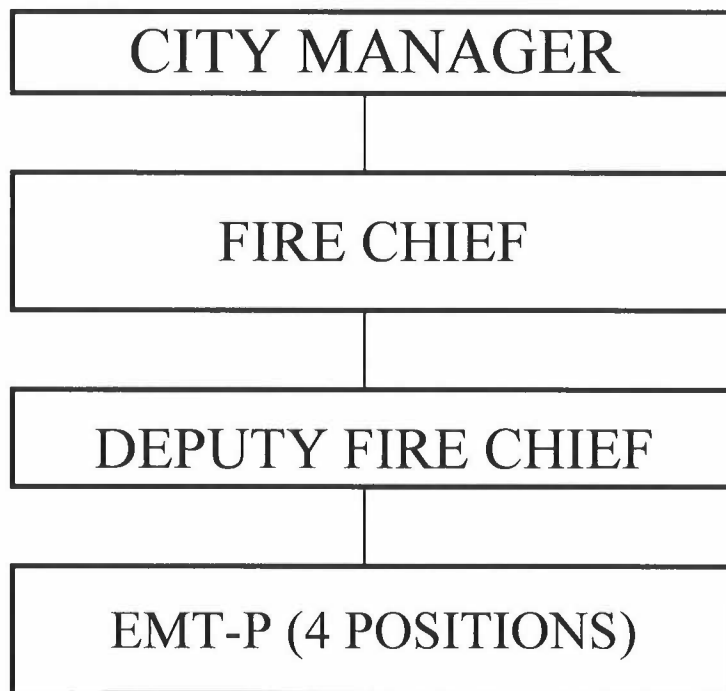 CITY MANAGER
FIRE CHIEF
DEPUTY FIRE CHIEF
EMT-P (4 POSITIONS)